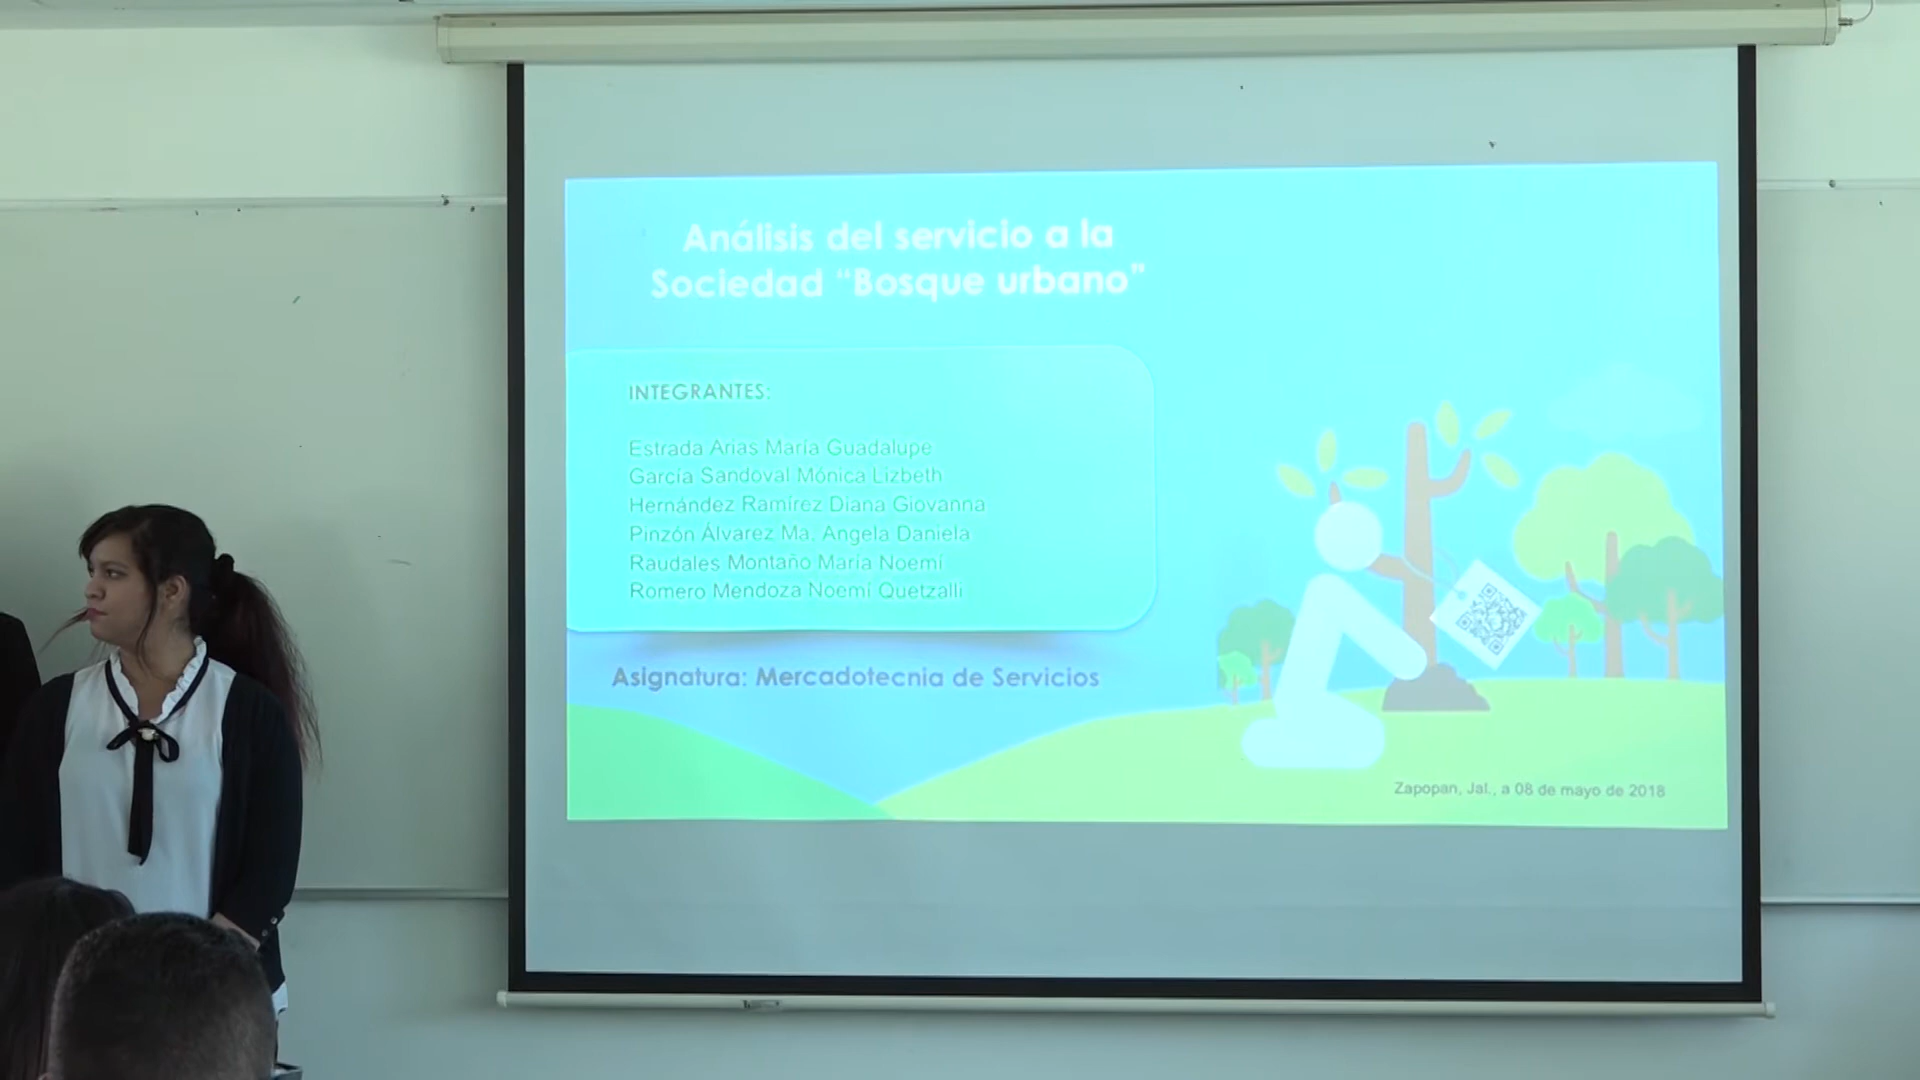 Análisis del servicio a la
Sociedad “Bosque urbano”
INTEGRANTES:
Estrada Arias María Guadalupe
García Sandoval Mónica Lizbeth
Hernández Ramírez Diana Giovanna
Pinzón Álvarez Ma. Angela Daniela
Raudales Montaño María Noemí
Romero Mendoza Noemí Quetzalli
Asignatura: Mercadotecnia de Servicios
Zapopan, Jal., a 08 de mayo de 2018